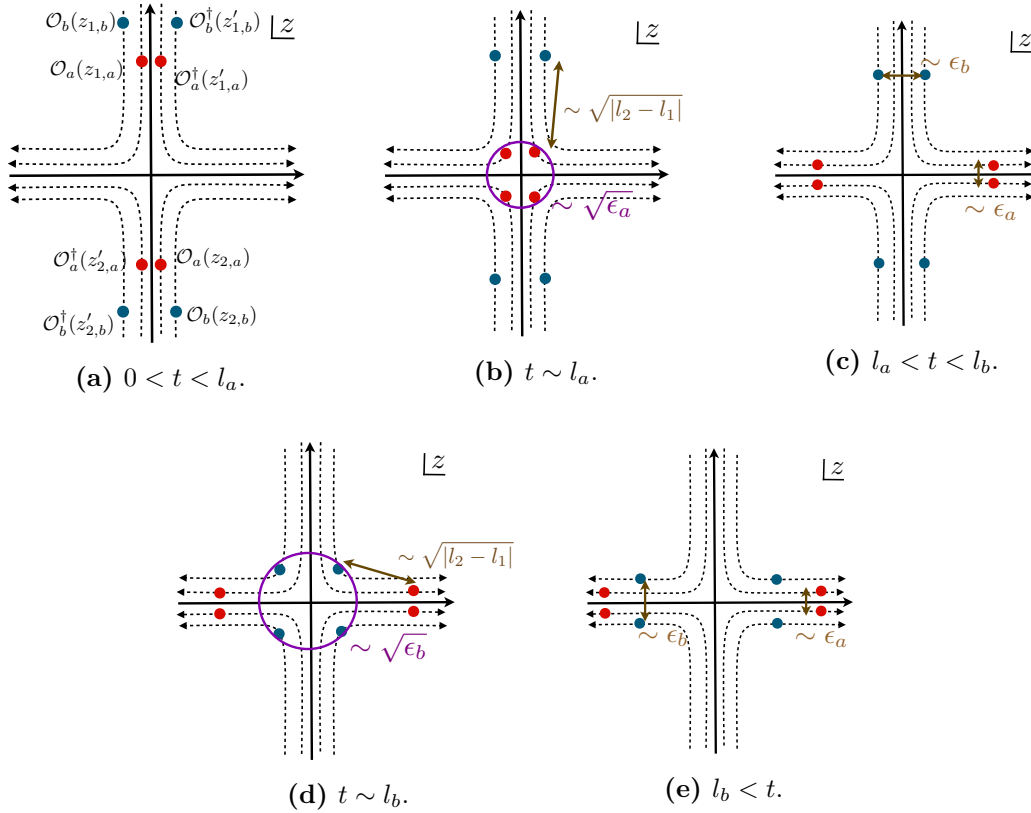 𝒪_b(z_{1,b}) 𝒪_b^†(z'_{1,b}) z
𝒪_a(z_{1,a}) 𝒪_a^†(z'_{1,a})
𝒪_a^†(z'_{2,a}) 𝒪_a(z_{2,a})
𝒪_b^†(z'_{2,b}) 𝒪_b(z_{2,b})
(a) 0 < t < l_a.
z
∼ √|l_2 − l_1|
∼ √ϵ_a
(b) t ∼ l_a.
z
∼ ϵ_b
∼ ϵ_a
(c) l_a < t < l_b.
z
∼ √|l_2 − l_1|
∼ √ϵ_b
(d) t ∼ l_b.
z
∼ ϵ_b ∼ ϵ_a
(e) l_b < t.